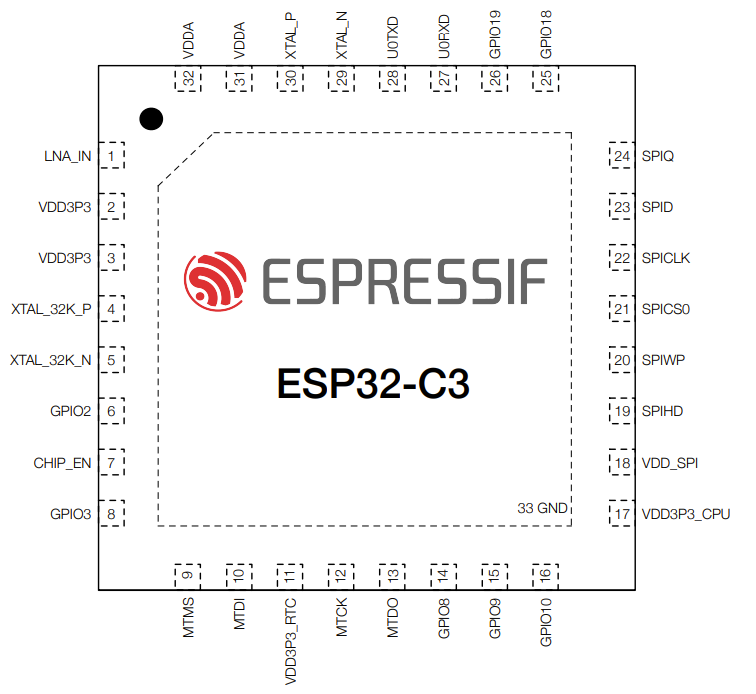 VDDA VDDA XTAL_P XTAL_N U0TXD U0RXD GPIO19 GPIO18
32 31 30 29 28 27 26 25
LNA_IN 1 24 SPIQ
VDD3P3 2 23 SPID
VDD3P3 3 22 SPICLK
XTAL_32K_P 4 21 SPICS0
XTAL_32K_N 5 20 SPIWP
GPIO2 6 19 SPIHD
CHIP_EN 7 18 VDD_SPI
GPIO3 8 17 VDD3P3_CPU
ESPRESSIF
ESP32-C3
33 GND
9 10 11 12 13 14 15 16
MTMS MTDI VDD3P3_RTC MTCK MTDO GPIO8 GPIO9 GPIO10